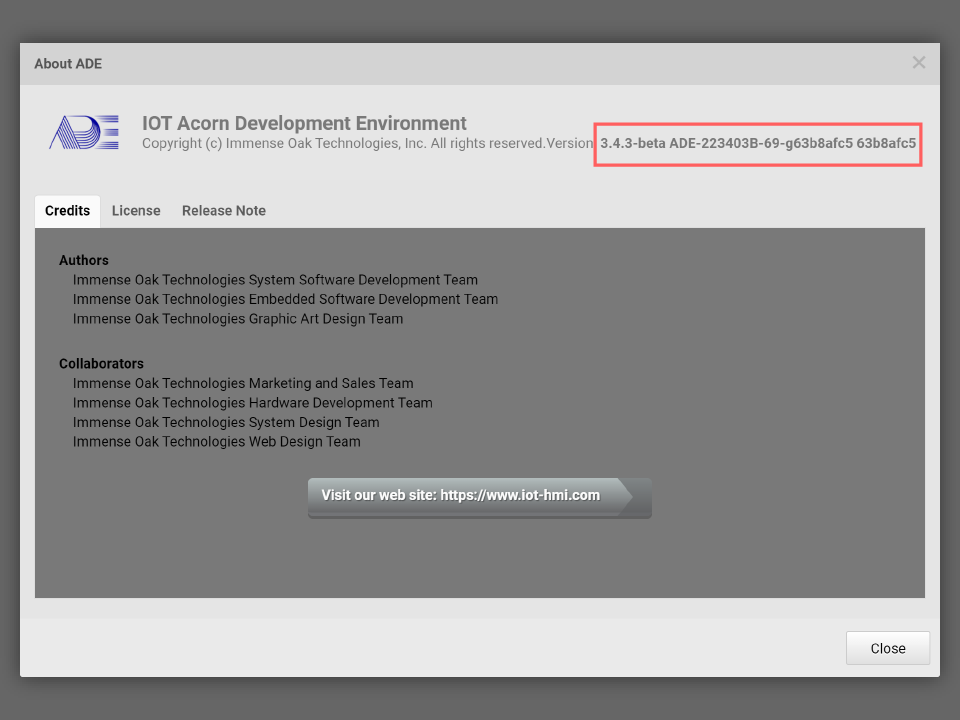 About ADE
ADE
IOT Acorn Development Environment
Copyright (c) Immense Oak Technologies, Inc. All rights reserved.Version 3.4.3-beta ADE-223403B-69-g63b8afc5 63b8afc5
Credits License Release Note
Authors
Immense Oak Technologies System Software Development Team
Immense Oak Technologies Embedded Software Development Team
Immense Oak Technologies Graphic Art Design Team
Collaborators
Immense Oak Technologies Marketing and Sales Team
Immense Oak Technologies Hardware Development Team
Immense Oak Technologies System Design Team
Immense Oak Technologies Web Design Team
Visit our web site: https://www.iot-hmi.com
Close